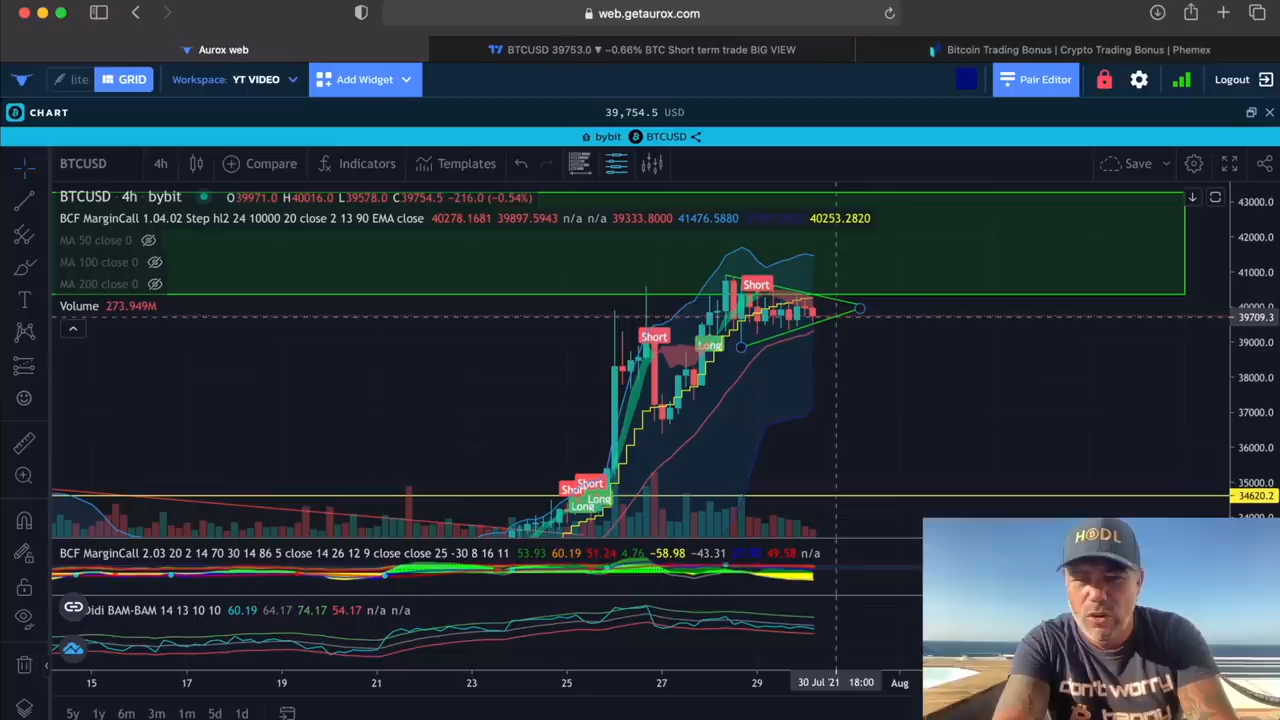 web.getaurox.com
Aurox web
BTCUSD 39753.0 ▼ −0.66% BTC Short term trade BIG VIEW
Bitcoin Trading Bonus | Crypto Trading Bonus | Phemex
lite GRID Workspace: YT VIDEO Add Widget Pair Editor Logout
CHART 39,754.5 USD
bybit BTCUSD
BTCUSD 4h Compare Indicators Templates Save
BTCUSD · 4h · bybit O39971.0 H40016.0 L39578.0 C39754.5 −216.0 (−0.54%)
BCF MarginCall 1.04.02 Step hl2 24 10000 20 close 2 13 90 EMA close 40278.1681 39897.5943 n/a n/a 39333.8000 41476.5880 40253.2820
MA 50 close 0
MA 100 close 0
MA 200 close 0
Volume 273.949M
43000.0
42000.0
41000.0
40000.0
39709.3
39000.0
38000.0
37000.0
36000.0
35000.0
34620.2
Short
Short
Long
Short
Short
Long
Long
BCF MarginCall 2.03 20 2 14 70 30 14 86 5 close 14 26 12 9 close close 25 -30 8 16 11 53.93 60.19 51.24 4.76 −58.98 −43.31 49.58 n/a
Didi BAM-BAM 14 13 10 10 60.19 64.17 74.17 54.17 n/a n/a
15 17 19 21 23 25 27 29 30 Jul '21 18:00 Aug
5y 1y 6m 3m 1m 5d 1d
HODL
don't worry